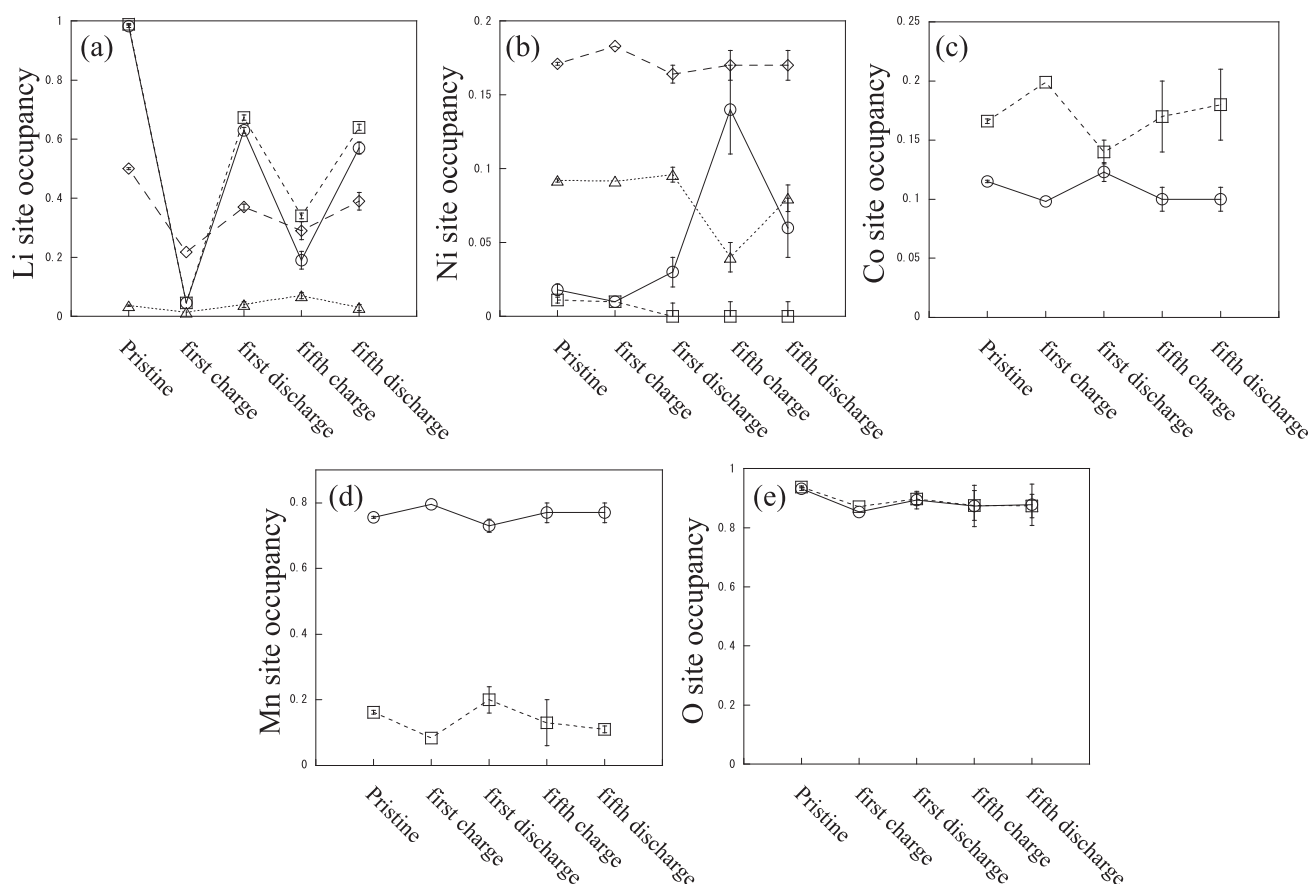 (a)
Li site occupancy
1
0. 8
0. 6
0. 4
0. 2
0
Pristine
first charge
first discharge
fifth charge
fifth discharge
(b)
Ni site occupancy
0. 2
0. 15
0. 1
0. 05
0
Pristine
first charge
first discharge
fifth charge
fifth discharge
(c)
Co site occupancy
0. 25
0. 2
0. 15
0. 1
0. 05
0
Pristine
first charge
first discharge
fifth charge
fifth discharge
(d)
Mn site occupancy
0. 8
0. 6
0. 4
0. 2
0
Pristine
first charge
first discharge
fifth charge
fifth discharge
(e)
O site occupancy
1
0. 8
0. 6
0. 4
0. 2
0
Pristine
first charge
first discharge
fifth charge
fifth discharge